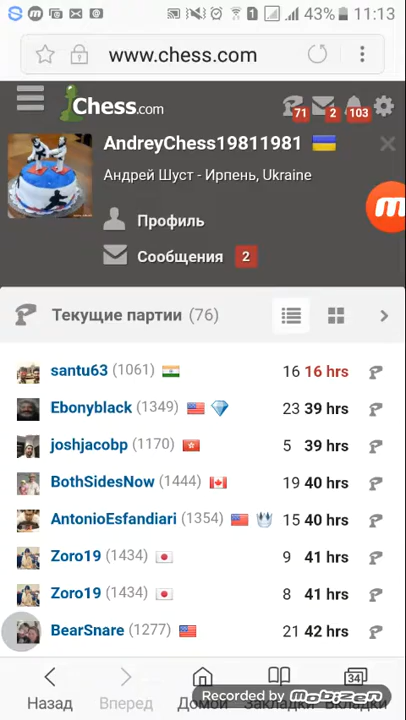 43% 11:13
www.chess.com
Chess.com 71 2 103
AndreyChess19811981
Андрей Шуст - Ирпень, Ukraine
Профиль
Сообщения 2
Текущие партии (76)
santu63 (1061) 16 16 hrs
Ebonyblack (1349) 23 39 hrs
joshjacobp (1170) 5 39 hrs
BothSidesNow (1444) 19 40 hrs
AntonioEsfandiari (1354) 15 40 hrs
Zoro19 (1434) 9 41 hrs
Zoro19 (1434) 8 41 hrs
BearSnare (1277) 21 42 hrs
34
Назад Вперед Домой Закладки Вкладки
Recorded by Mobizen